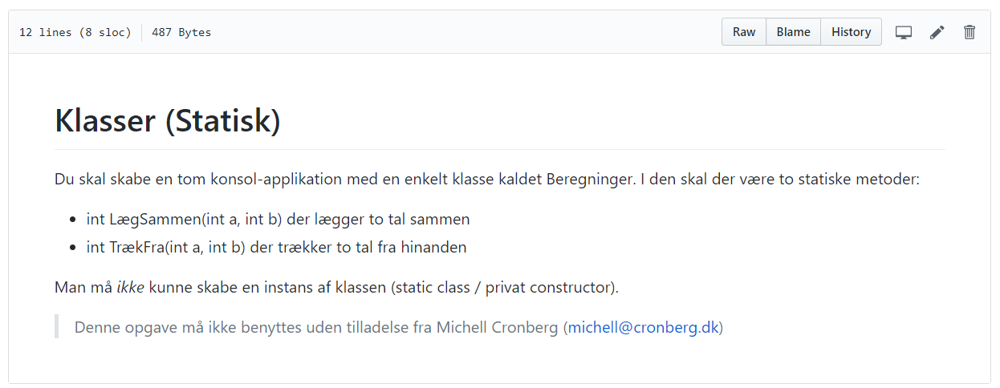 12 lines (8 sloc) 487 Bytes Raw Blame History
Klasser (Statisk)
Du skal skabe en tom konsol-applikation med en enkelt klasse kaldet Beregninger. I den skal der være to statiske metoder:
• int LægSammen(int a, int b) der lægger to tal sammen
• int TrækFra(int a, int b) der trækker to tal fra hinanden
Man må ikke kunne skabe en instans af klassen (static class / privat constructor).
Denne opgave må ikke benyttes uden tilladelse fra Michell Cronberg (michell@cronberg.dk)